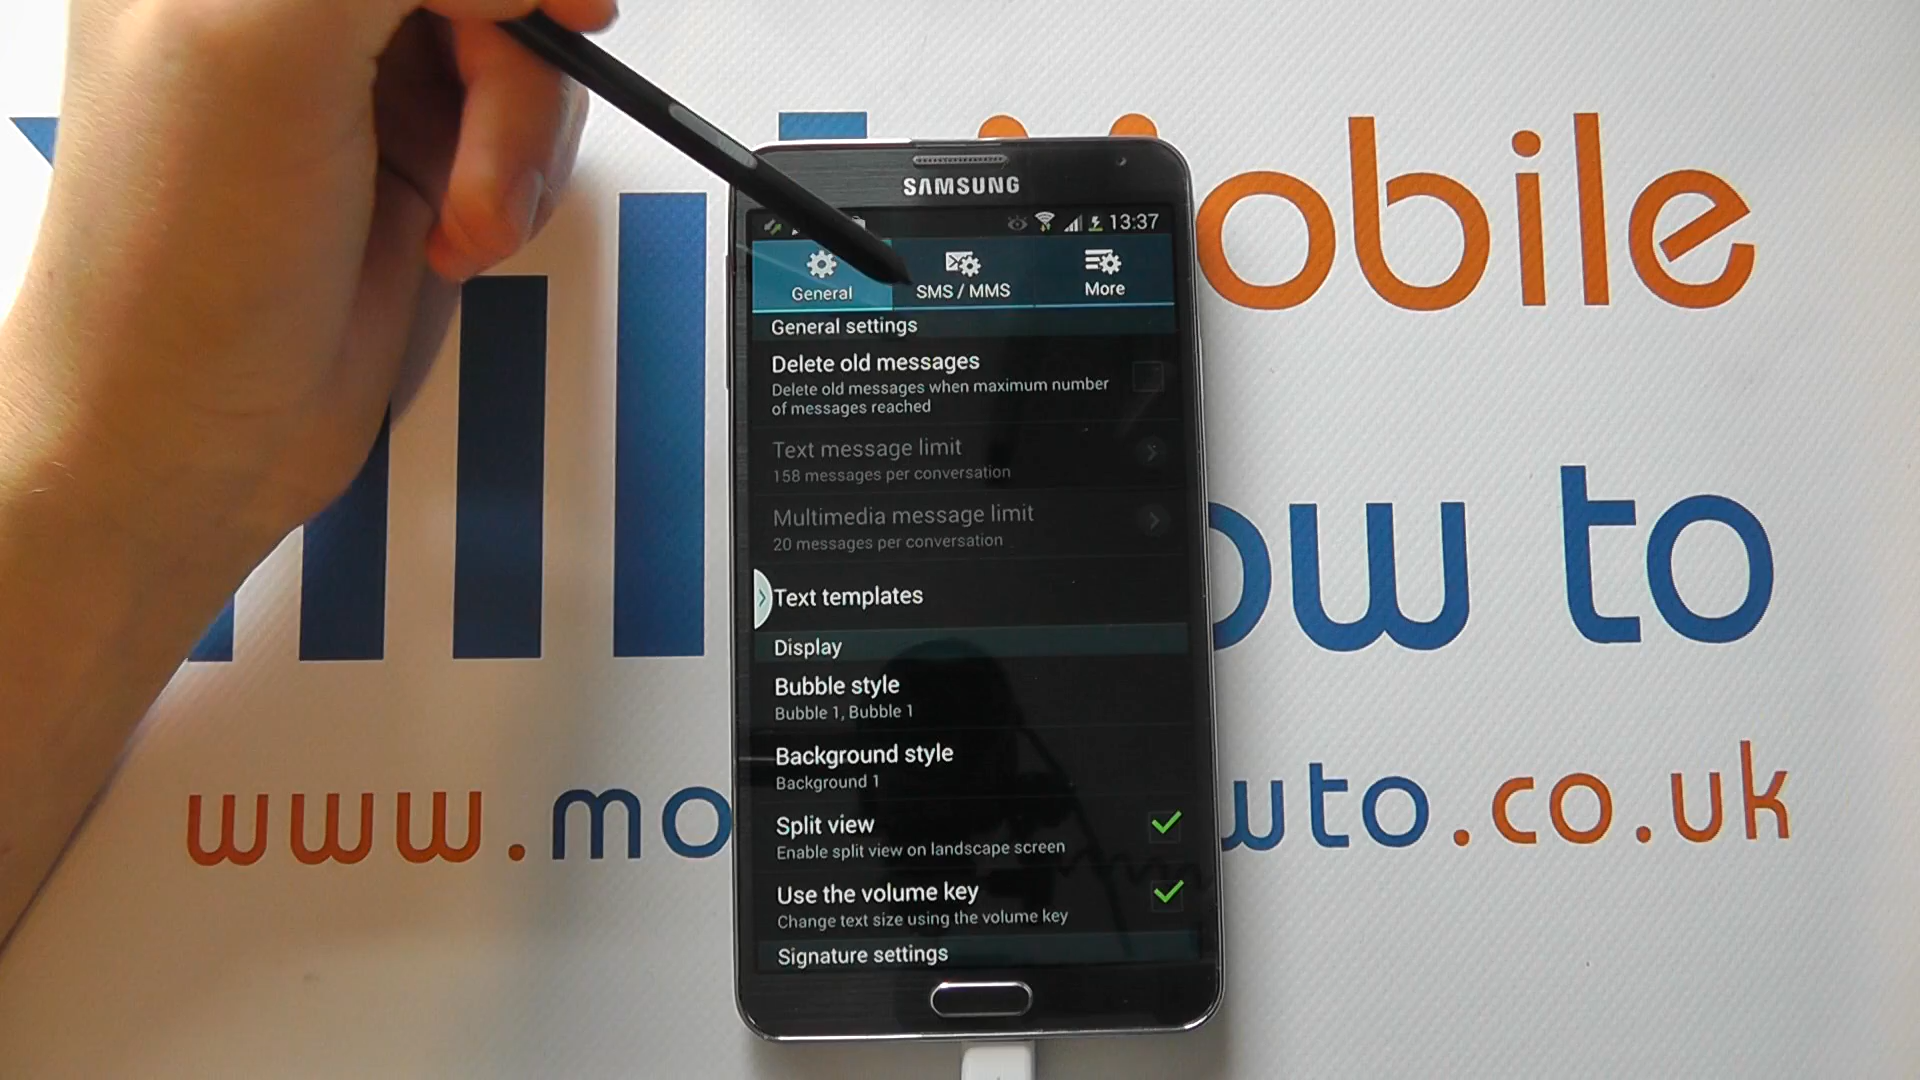 Mobile
SAMSUNG
13:37
General
SMS / MMS
More
General settings
Delete old messages
Delete old messages when maximum number
of messages reached
Text message limit
158 messages per conversation
Multimedia message limit
20 messages per conversation
Text templates
Display
Bubble style
Bubble 1, Bubble 1
Background style
Background 1
Split view
Enable split view on landscape screen
Use the volume key
Change text size using the volume key
Signature settings
ow to
www.mo
wto.co.uk